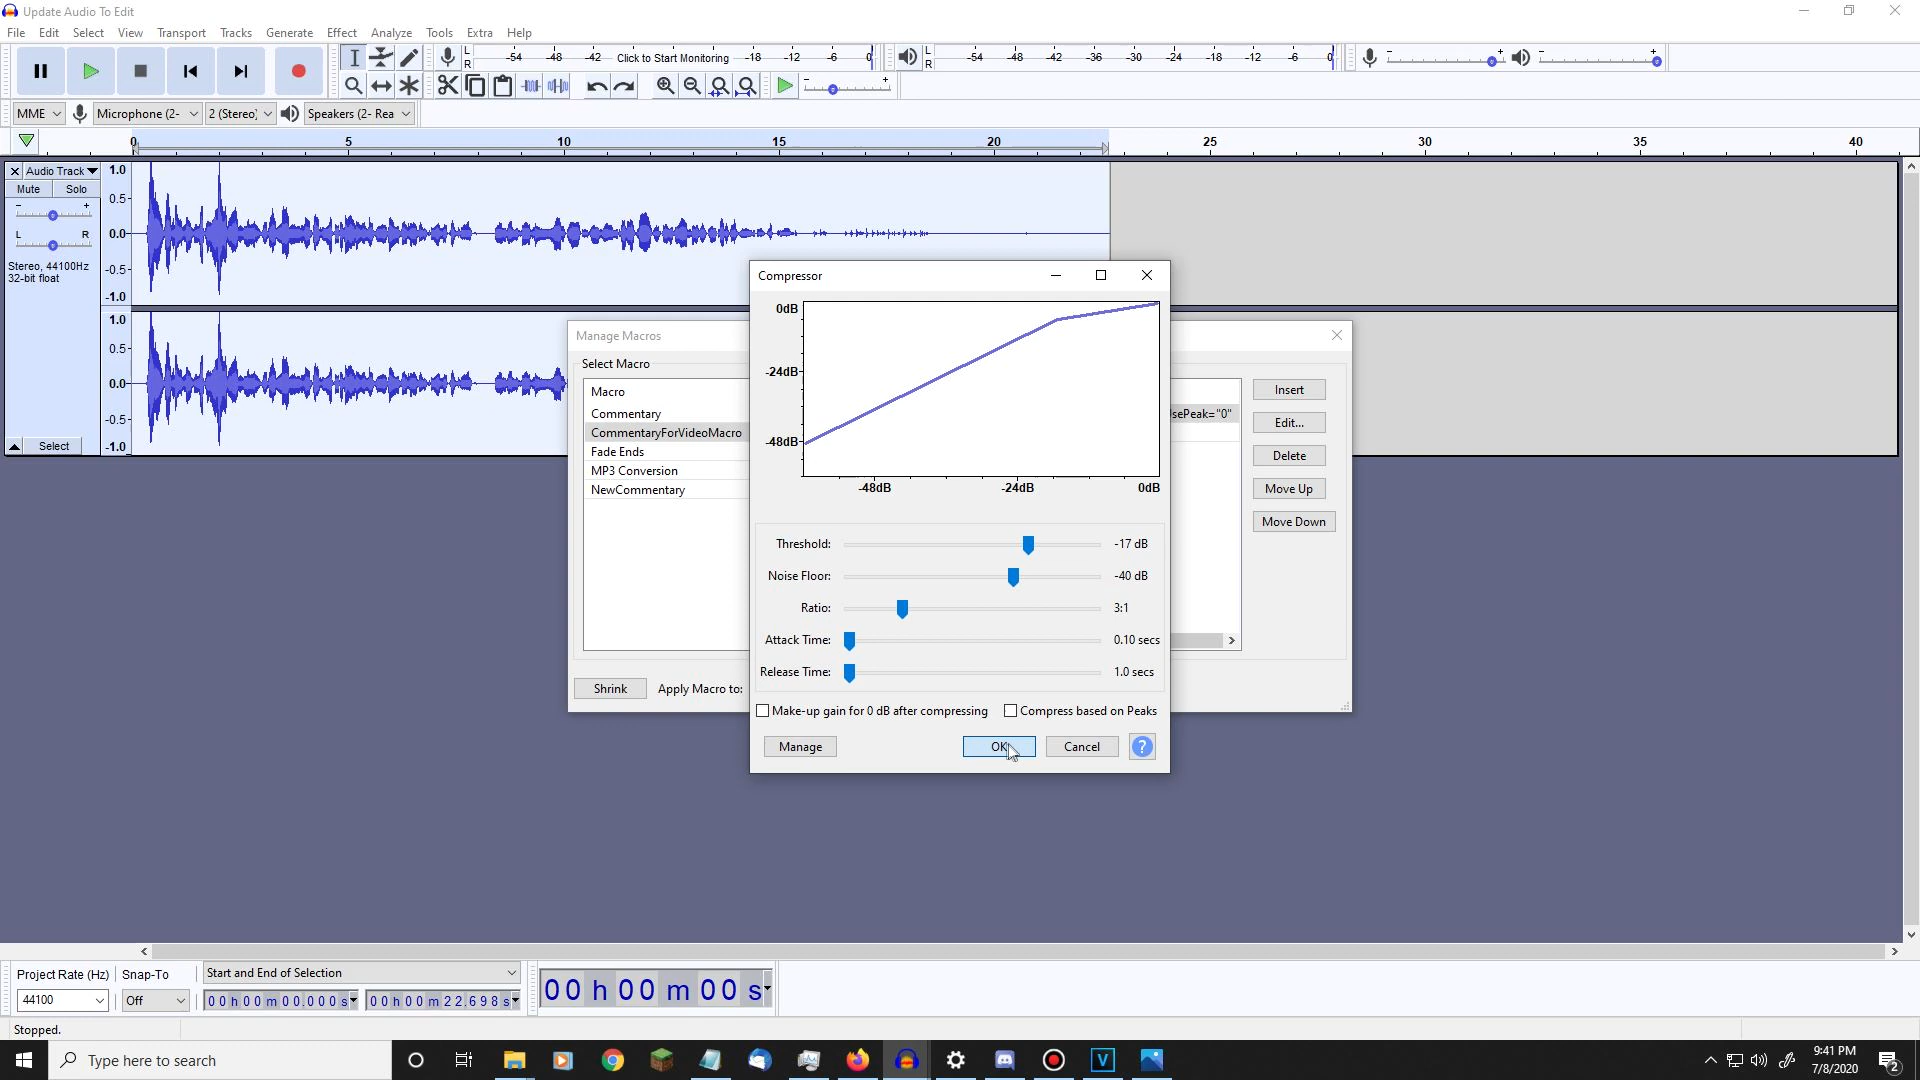 Update Audio To Edit
File Edit Select View Transport Tracks Generate Effect Analyze Tools Extra Help
L
R
-54 -48 -42 Click to Start Monitoring -18 -12 -6 0
L
R
-54 -48 -42 -36 -30 -24 -18 -12 -6 0
- +
- +
- +
MME Microphone (2- 2 (Stereo) Speakers (2- Rea
0 5 10 15 20 25 30 35 40
Audio Track
Mute Solo
- +
L R
Stereo, 44100Hz
32-bit float
Select
1.0
0.5-
0.0-
-0.5-
-1.0
1.0
0.5-
0.0-
-0.5-
-1.0
Manage Macros
Select Macro
Macro
Commentary
CommentaryForVideoMacro
Fade Ends
MP3 Conversion
NewCommentary
Shrink Apply Macro to:
sePeak="0"
Insert
Edit...
Delete
Move Up
Move Down
Compressor
0dB
-24dB
-48dB
-48dB -24dB 0dB
Threshold: -17 dB
Noise Floor: -40 dB
Ratio: 3:1
Attack Time: 0.10 secs
Release Time: 1.0 secs
Make-up gain for 0 dB after compressing Compress based on Peaks
Manage OK Cancel ?
Project Rate (Hz) Snap-To Start and End of Selection
44100 Off 00h00m00.000s 00h00m22.698s
00 h 00 m 00 s
Stopped.
Type here to search
V
9:41 PM
7/8/2020
2